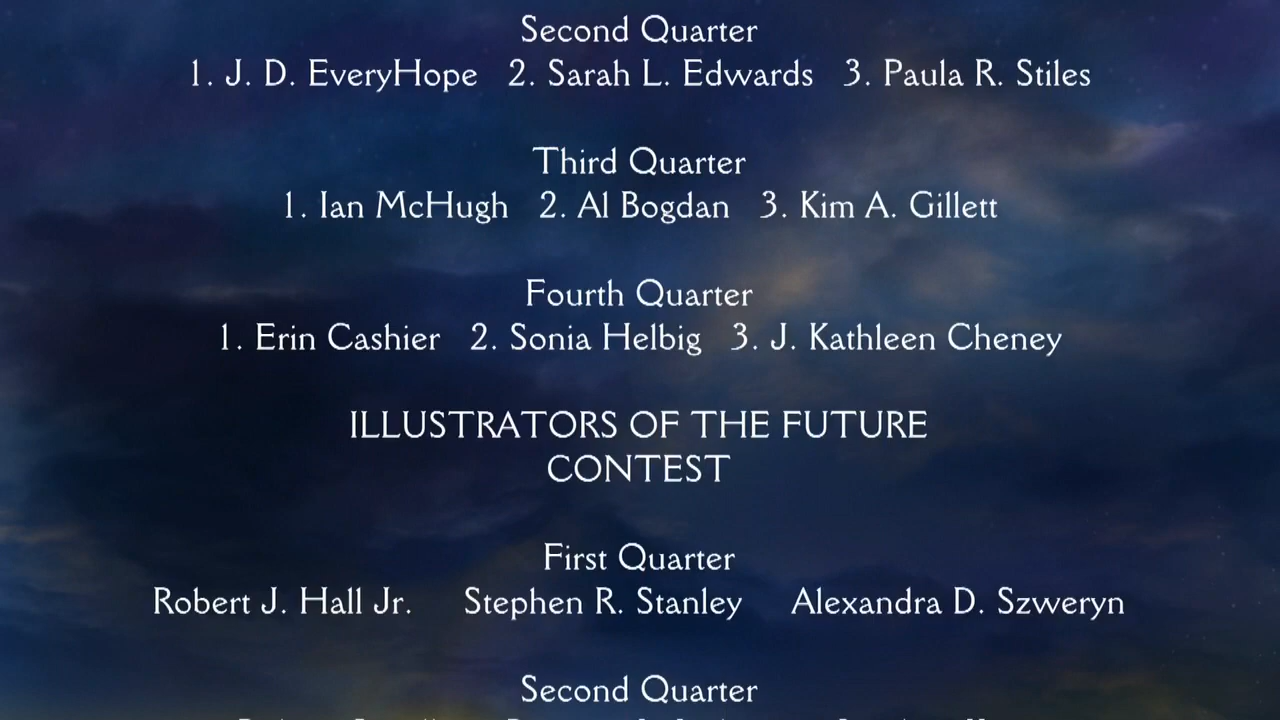 Second Quarter
1. J. D. EveryHope 2. Sarah L. Edwards 3. Paula R. Stiles
Third Quarter
1. Ian McHugh 2. Al Bogdan 3. Kim A. Gillett
Fourth Quarter
1. Erin Cashier 2. Sonia Helbig 3. J. Kathleen Cheney
ILLUSTRATORS OF THE FUTURE
CONTEST
First Quarter
Robert J. Hall Jr. Stephen R. Stanley Alexandra D. Szweryn
Second Quarter